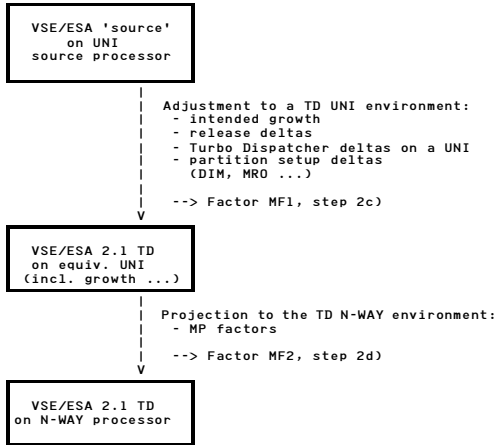 VSE/ESA 'source'
on UNI
source processor
Adjustment to a TD UNI environment:
- intended growth
- release deltas
- Turbo Dispatcher deltas on a UNI
- partition setup deltas
(DIM, MRO ...)
--> Factor MF1, step 2c)
VSE/ESA 2.1 TD
on equiv. UNI
(incl. growth ...)
Projection to the TD N-WAY environment:
- MP factors
--> Factor MF2, step 2d)
VSE/ESA 2.1 TD
on N-WAY processor